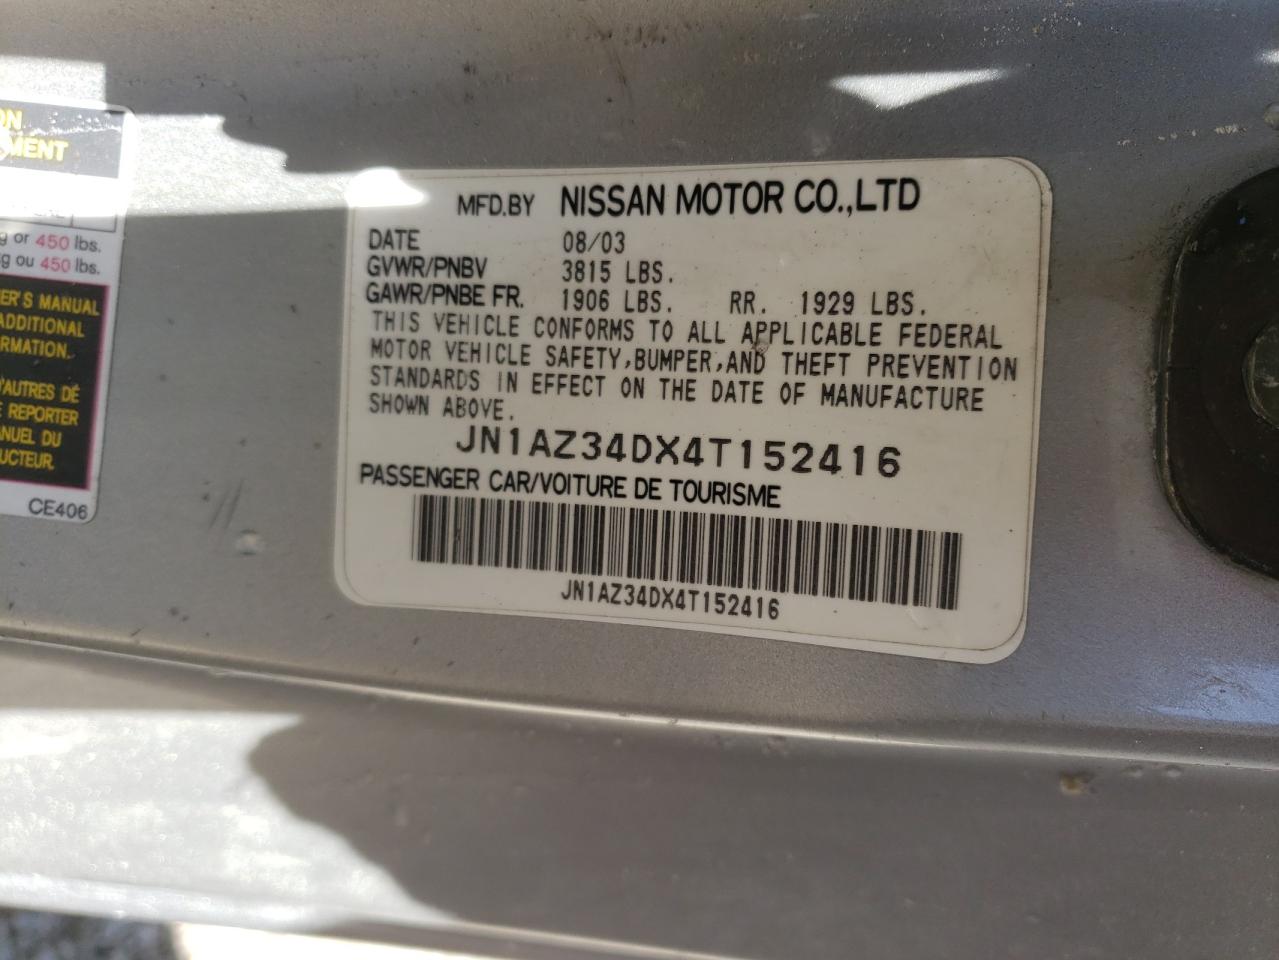 ON
MENT
g or 450 lbs.
g ou 450 lbs.
ER'S MANUAL
ADDITIONAL
RMATION.
D'AUTRES DÉ
E REPORTER
ANUEL DU
UCTEUR.
CE406
MFD.BY NISSAN MOTOR CO.,LTD
DATE 08/03
GVWR/PNBV 3815 LBS.
GAWR/PNBE FR. 1906 LBS. RR. 1929 LBS.
THIS VEHICLE CONFORMS TO ALL APPLICABLE FEDERAL
MOTOR VEHICLE SAFETY,BUMPER,AND THEFT PREVENTION
STANDARDS IN EFFECT ON THE DATE OF MANUFACTURE
SHOWN ABOVE.
JN1AZ34DX4T152416
PASSENGER CAR/VOITURE DE TOURISME
JN1AZ34DX4T152416